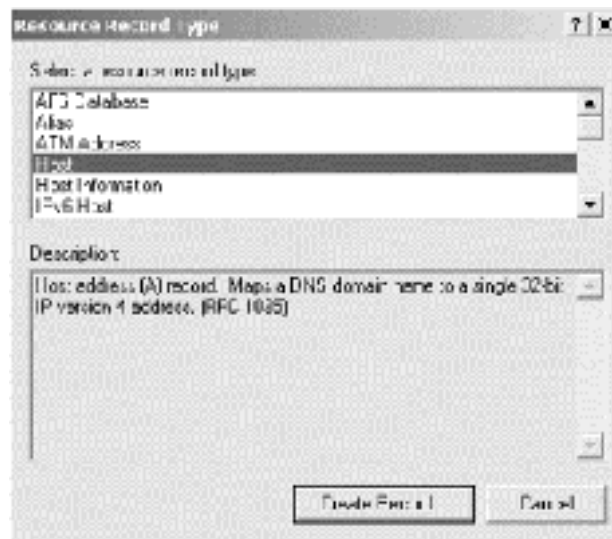 Resource Record Type
Select a resource record type:
AFS Database
Alias
ATM Address
Host
Host Information
IPv6 Host
Description:
Host address (A) record. Maps a DNS domain name to a single 32-bit
IP version 4 address. (RFC 1035)
Create Record...
Cancel